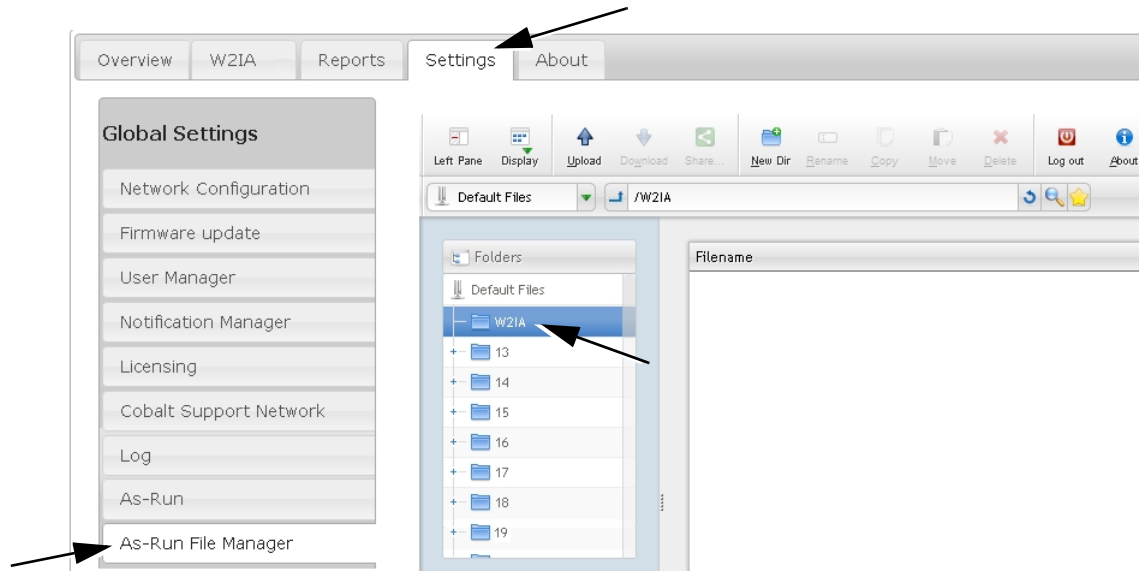 Overview W2IA Reports Settings About
Global Settings
Network Configuration
Firmware update
User Manager
Notification Manager
Licensing
Cobalt Support Network
Log
As-Run
As-Run File Manager
Left Pane Display Upload Download Share... New Dir Rename Copy Move Delete Log out About
Default Files /W2IA
Folders
Default Files
W2IA
13
14
15
16
17
18
19
Filename